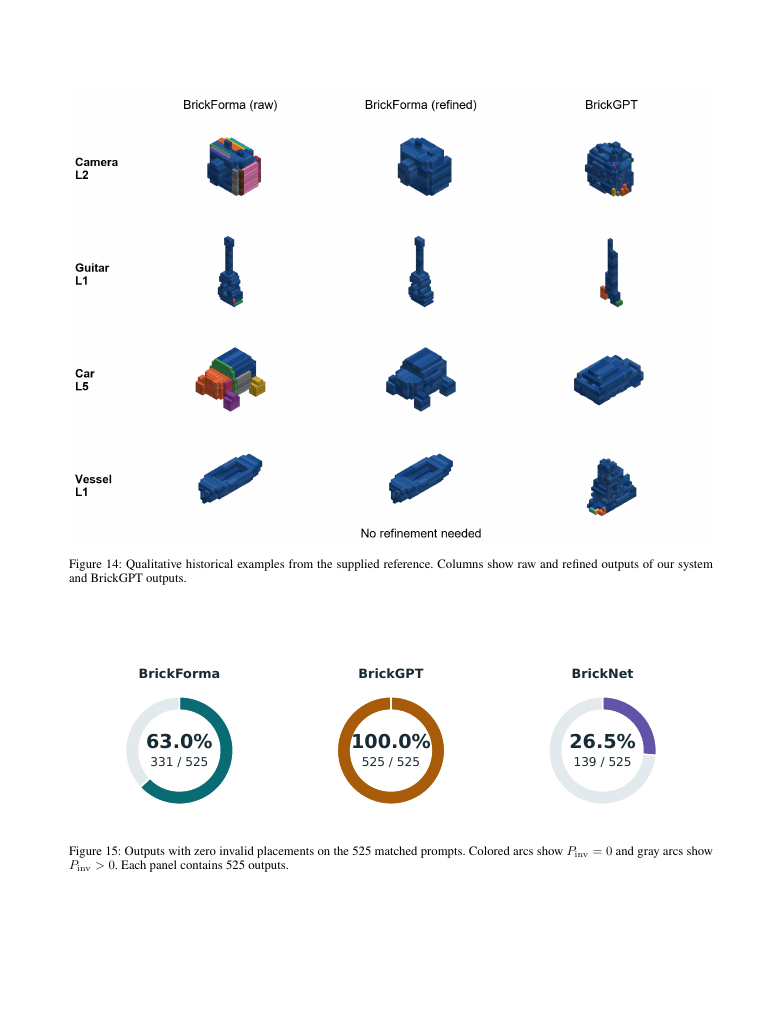 BrickForma (raw)
BrickForma (refined)
BrickGPT
Camera
L2
Guitar
L1
Car
L5
Vessel
L1
No refinement needed
Figure 14: Qualitative historical examples from the supplied reference. Columns show raw and refined outputs of our system
and BrickGPT outputs.
BrickForma
BrickGPT
BrickNet
63.0%
331 / 525
100.0%
525 / 525
26.5%
139 / 525
Figure 15: Outputs with zero invalid placements on the 525 matched prompts. Colored arcs show P_inv = 0 and gray arcs show
P_inv > 0. Each panel contains 525 outputs.